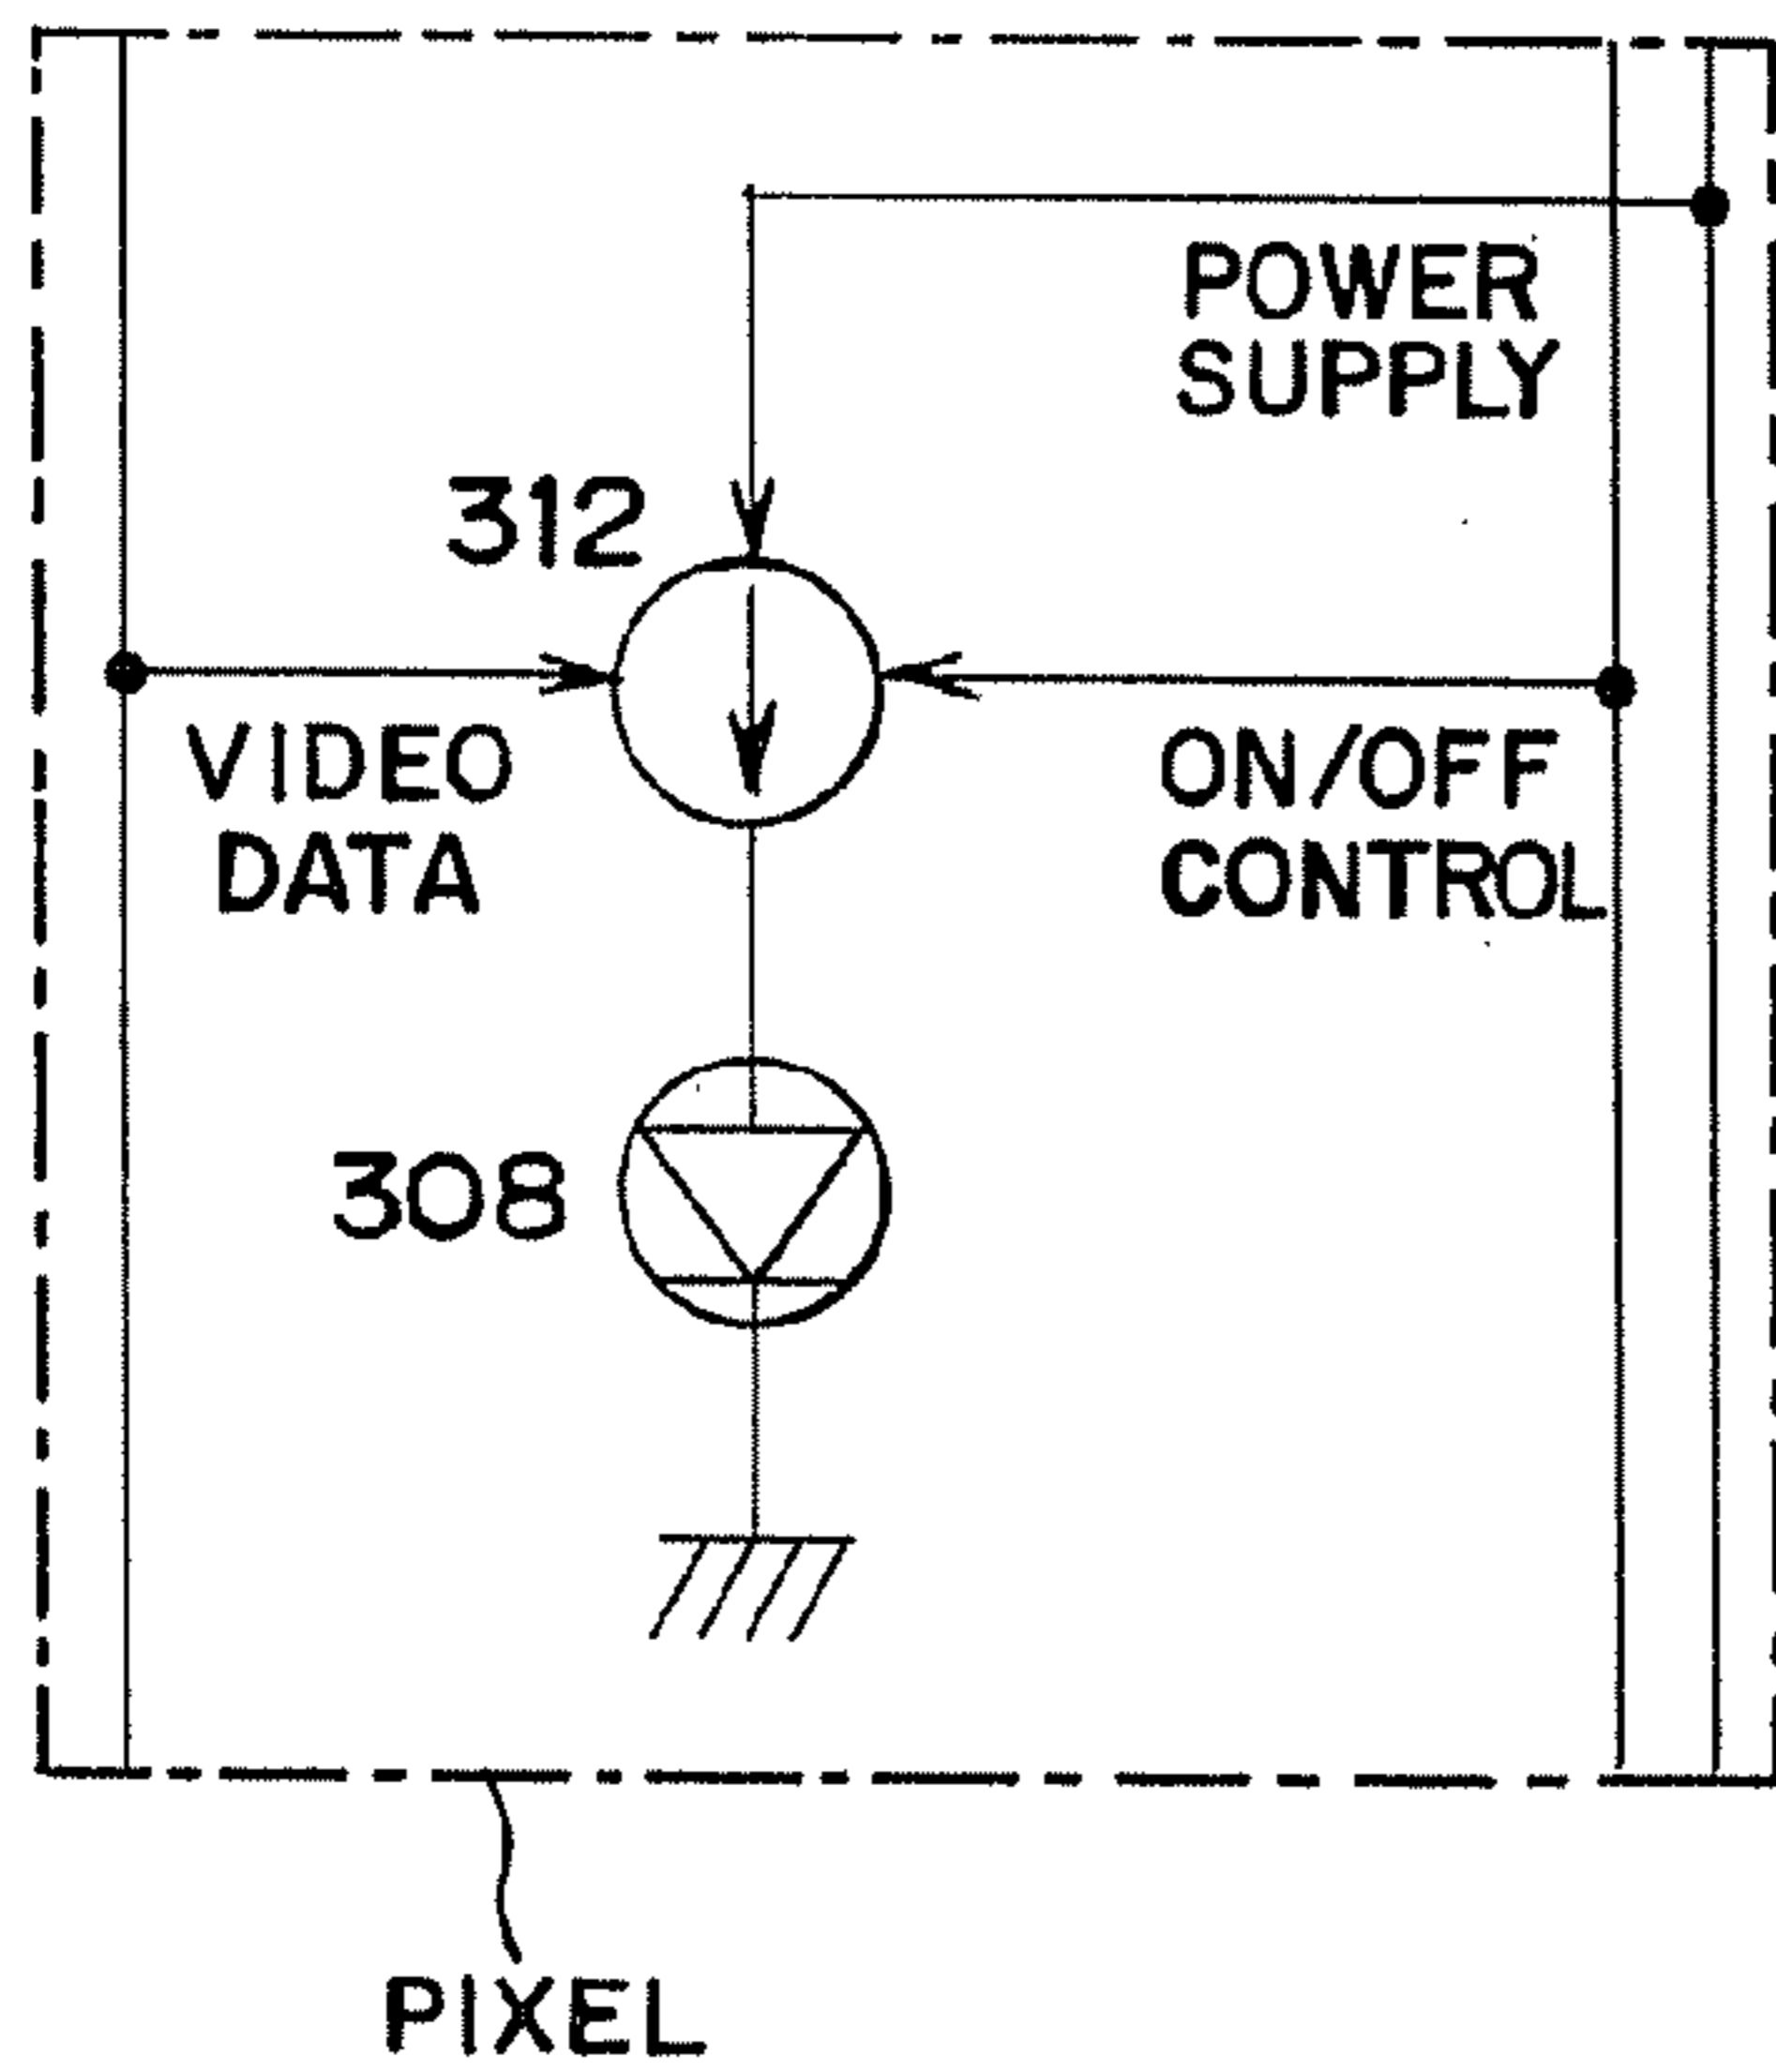 POWER
SUPPLY
312
VIDEO
DATA
ON/OFF
CONTROL
308
PIXEL